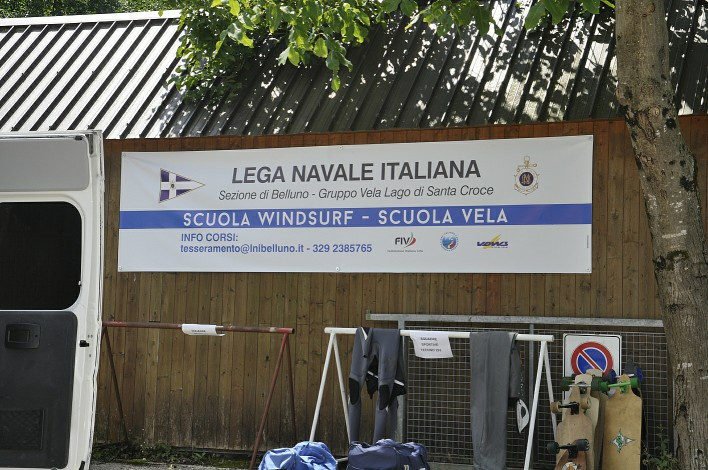 LEGA NAVALE ITALIANA
Sezione di Belluno - Gruppo Vela Lago di Santa Croce
SCUOLA WINDSURF - SCUOLA VELA
INFO CORSI:
tesseramento@lnibelluno.it - 329 2385765
FIV